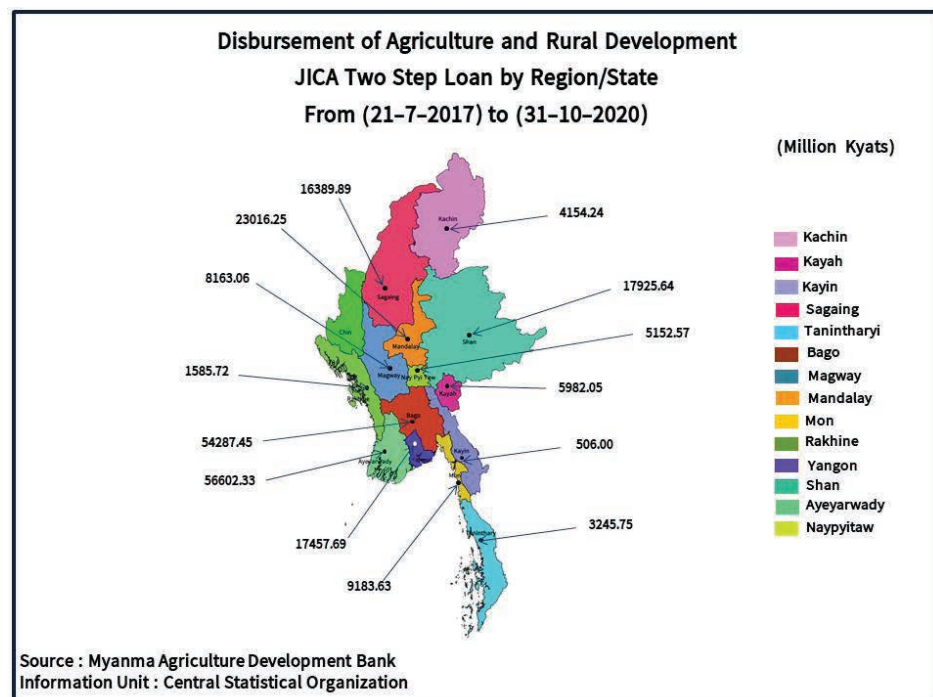 Disbursement of Agriculture and Rural Development
JICA Two Step Loan by Region/State
From (21-7-2017) to (31-10-2020)
(Million Kyats)
16389.89
4154.24
23016.25
8163.06
17925.64
5152.57
1585.72
5982.05
54287.45
506.00
56602.33
17457.69
3245.75
9183.63
Kachin
Sagaing
Chin
Mandalay
Shan
Magway
Nay Pyi Taw
Kayah
Bago
Ayeyarwady
Kayin
Kachin
Kayah
Kayin
Sagaing
Tanintharyi
Bago
Magway
Mandalay
Mon
Rakhine
Yangon
Shan
Ayeyarwady
Naypyitaw
Source : Myanma Agriculture Development Bank
Information Unit : Central Statistical Organization